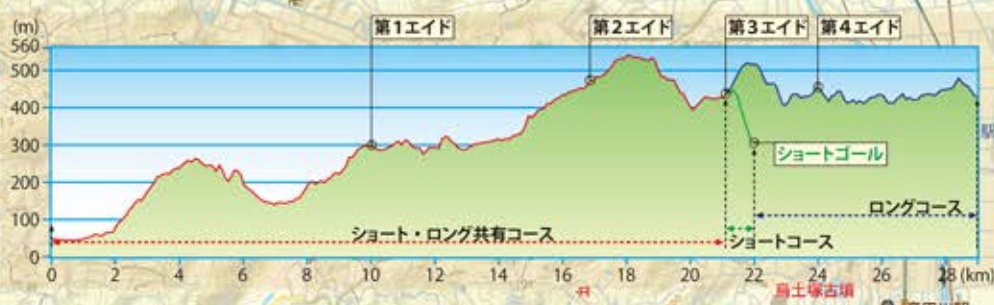 (m)
第1エイド
第2エイド
第3エイド
第4エイド
560
500
400
300
200
100
0
ショートゴール
ロングコース
ショート・ロング共有コース
ショートコース
0 2 4 6 8 10 12 14 16 18 20 22 24 26 28 (km)
烏土塚古墳